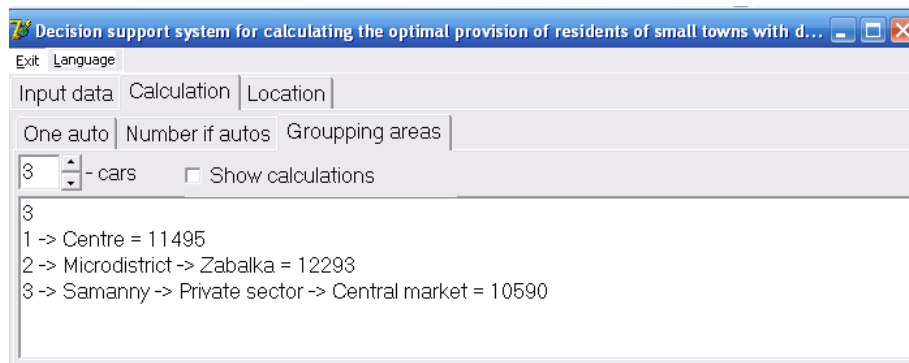 Decision support system for calculating the optimal provision of residents of small towns with d...
Exit Language
Input data Calculation Location
One auto Number if autos Groupping areas
3 - cars Show calculations
3
1 -> Centre = 11495
2 -> Microdistrict -> Zabalka = 12293
3 -> Samanny -> Private sector -> Central market = 10590